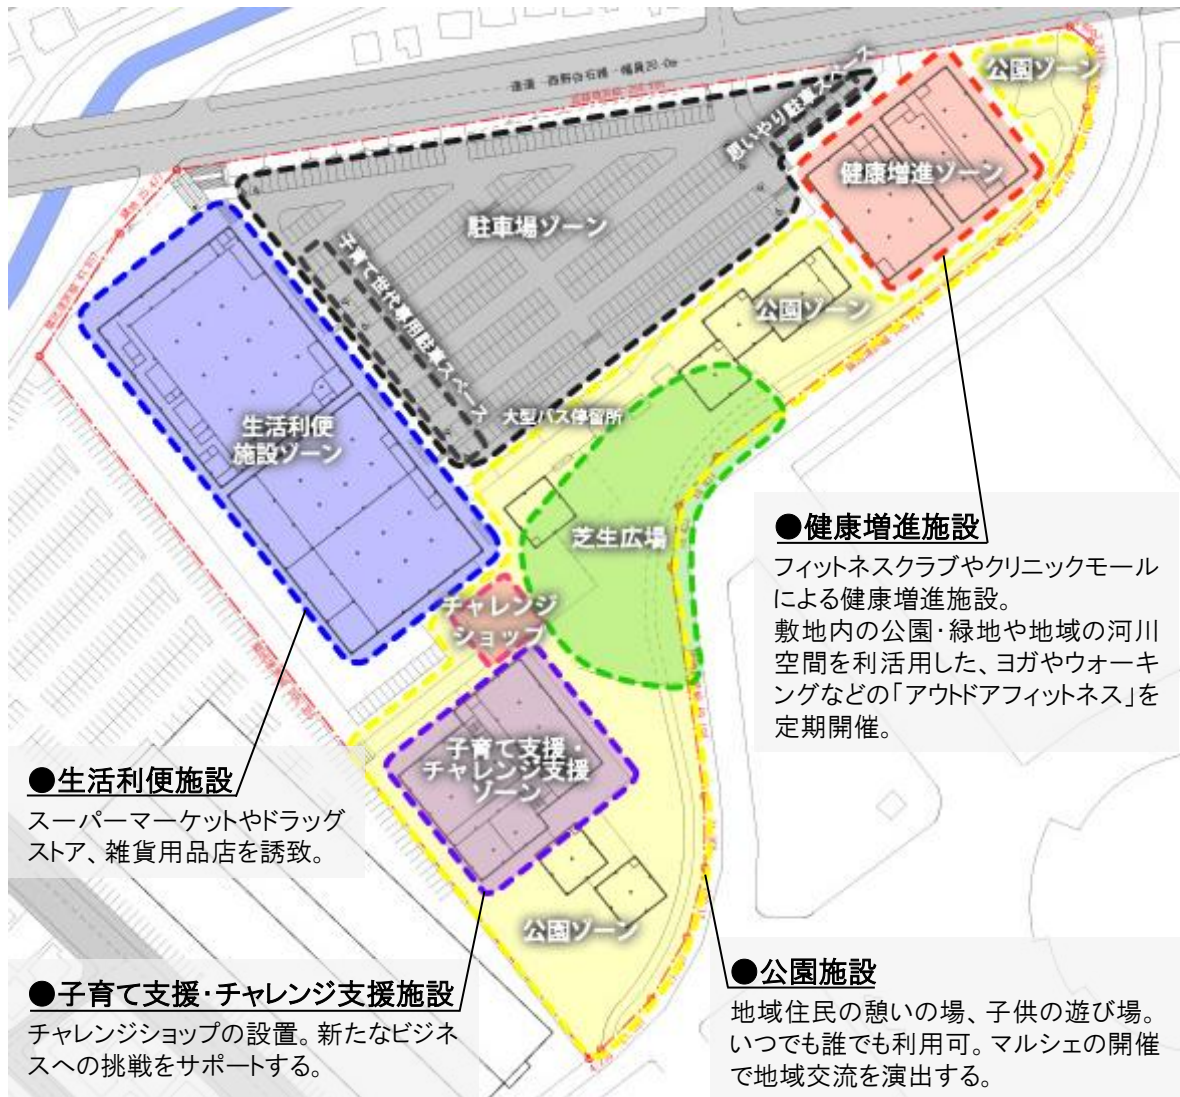 道道 西野白石線 幅員20.0m
公園ゾーン
思いやり駐車スペース
健康増進ゾーン
駐車場ゾーン
子育て世代専用駐車スペース
公園ゾーン
大型バス停留所
生活利便
施設ゾーン
芝生広場
チャレンジ
ショップ
子育て支援・
チャレンジ支援
ゾーン
公園ゾーン
●健康増進施設
フィットネスクラブやクリニックモール
による健康増進施設。
敷地内の公園・緑地や地域の河川
空間を利活用した、ヨガやウォーキ
ングなどの「アウトドアフィットネス」を
定期開催。
●生活利便施設
スーパーマーケットやドラッグ
ストア、雑貨用品店を誘致。
●子育て支援・チャレンジ支援施設
チャレンジショップの設置。新たなビジネ
スへの挑戦をサポートする。
●公園施設
地域住民の憩いの場、子供の遊び場。
いつでも誰でも利用可。マルシェの開催
で地域交流を演出する。